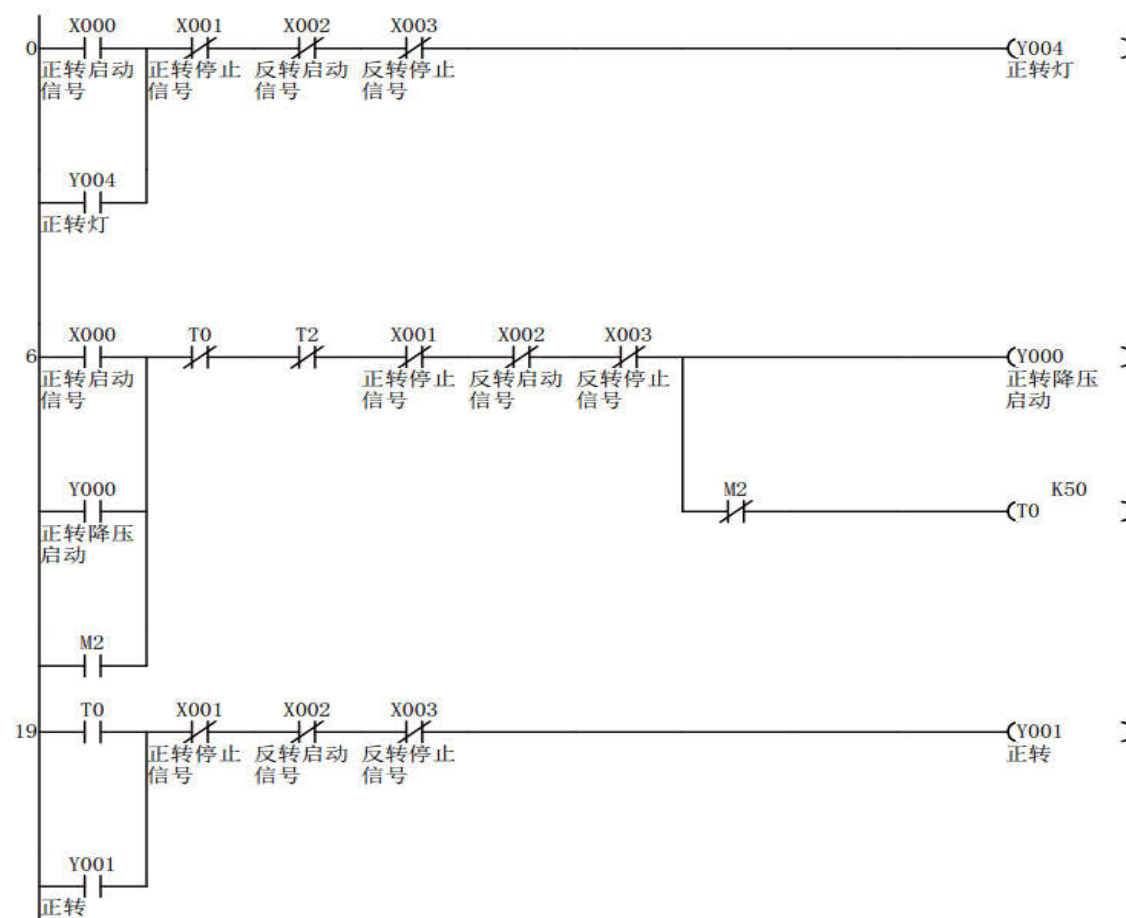 X000 X001 X002 X003
0 (Y004 )
正转启动 正转停止 反转启动 反转停止 正转灯
信号 信号 信号 信号
Y004
正转灯
X000 T0 T2 X001 X002 X003
6 (Y000 )
正转启动 正转停止 反转启动 反转停止 正转降压
信号 信号 信号 信号 启动
Y000 M2 K50
(T0 )
正转降压
启动
M2
T0 X001 X002 X003
19 (Y001 )
正转停止 反转启动 反转停止 正转
信号 信号 信号
Y001
正转